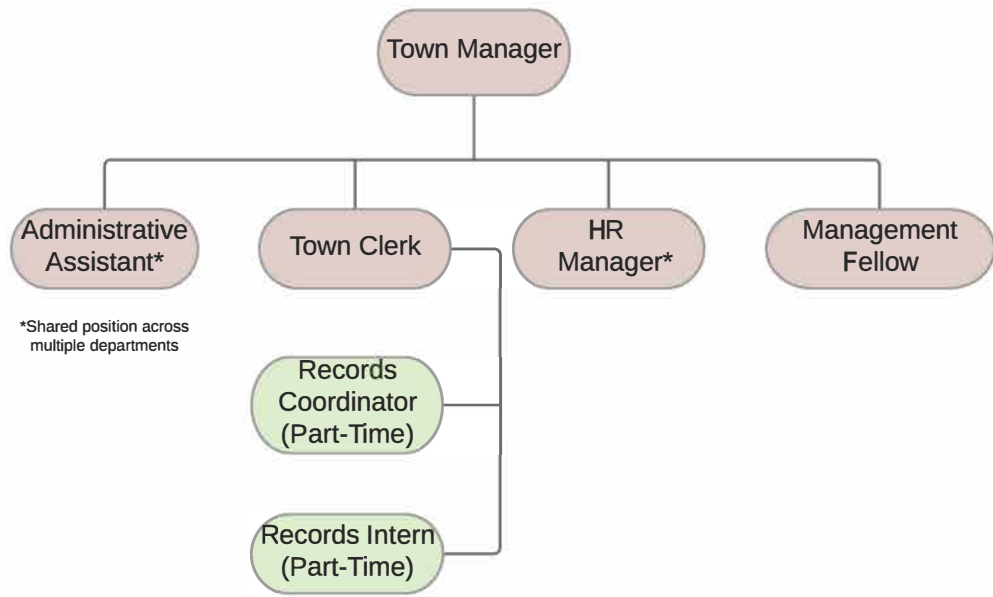 Town Manager
Administrative
Assistant*
Town Clerk
HR
Manager*
Management
Fellow
*Shared position across
multiple departments
Records
Coordinator
(Part-Time)
Records Intern
(Part-Time)